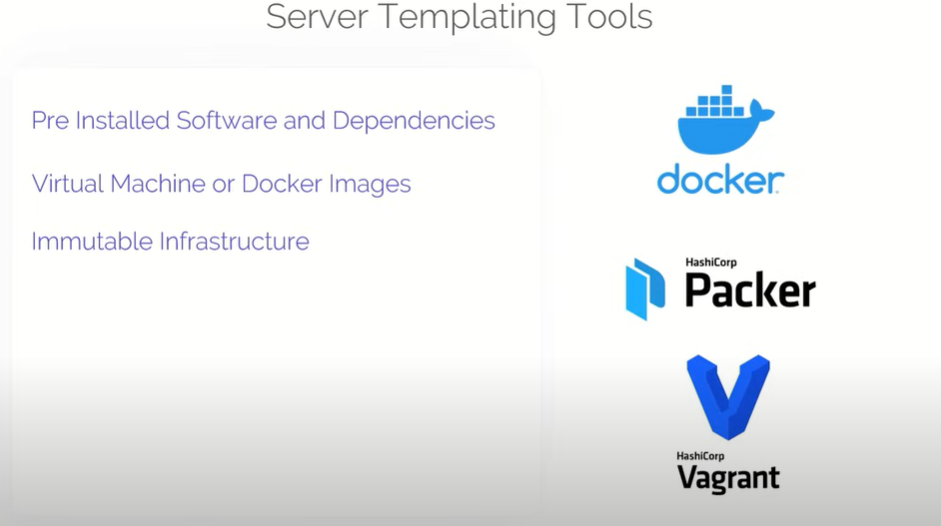 Server Templating Tools
Pre Installed Software and Dependencies
Virtual Machine or Docker Images
Immutable Infrastructure
docker
HashiCorp
Packer
HashiCorp
Vagrant